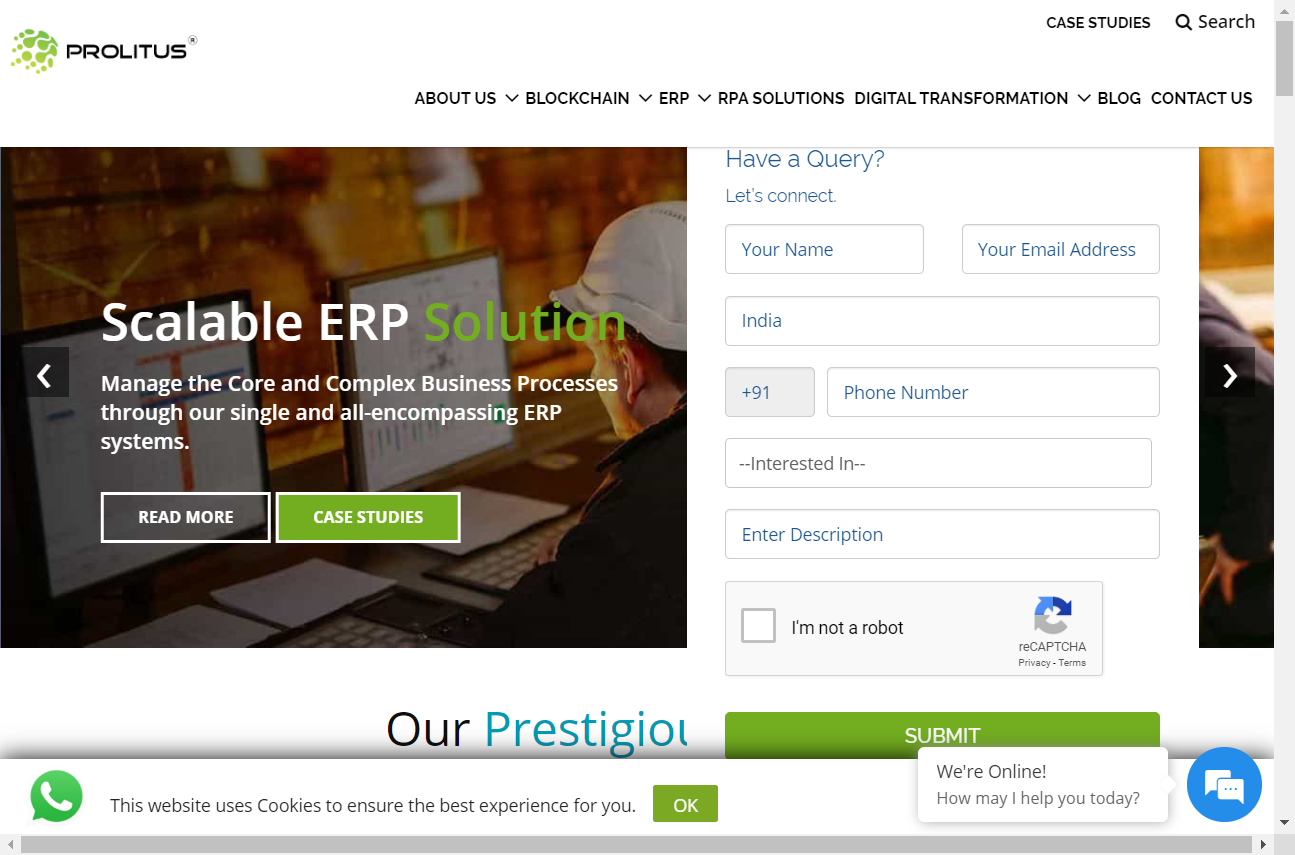 CASE STUDIES Search
PROLITUS®
ABOUT US BLOCKCHAIN ERP RPA SOLUTIONS DIGITAL TRANSFORMATION BLOG CONTACT US
Scalable ERP Solution
Manage the Core and Complex Business Processes
through our single and all-encompassing ERP
systems.
READ MORE CASE STUDIES
Have a Query?
Let's connect.
Your Name Your Email Address
India
+91 Phone Number
--Interested In--
Enter Description
I'm not a robot
reCAPTCHA
Privacy - Terms
SUBMIT
Our Prestigiou
This website uses Cookies to ensure the best experience for you. OK
We're Online!
How may I help you today?